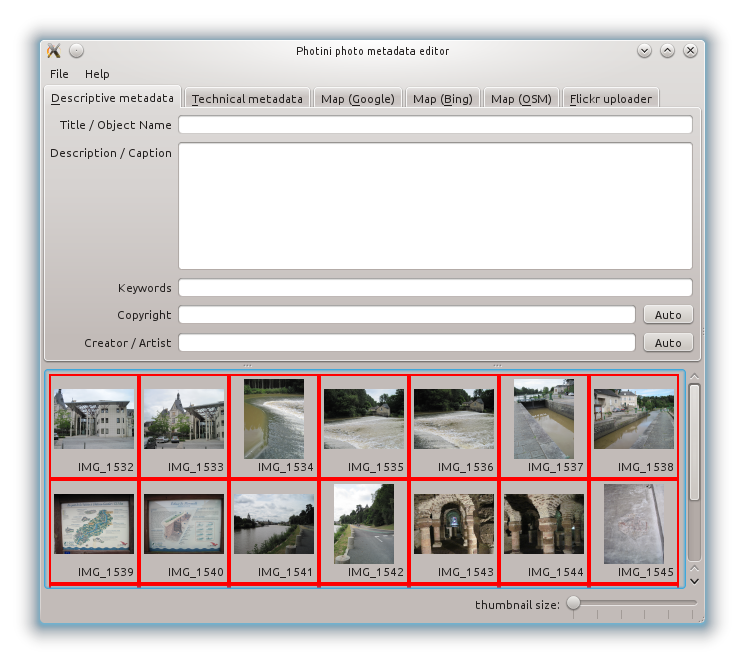 Photini photo metadata editor
File Help
Descriptive metadata Technical metadata Map (Google) Map (Bing) Map (OSM) Flickr uploader
Title / Object Name
Description / Caption
Keywords
Copyright Auto
Creator / Artist Auto
IMG_1532 IMG_1533 IMG_1534 IMG_1535 IMG_1536 IMG_1537 IMG_1538
IMG_1539 IMG_1540 IMG_1541 IMG_1542 IMG_1543 IMG_1544 IMG_1545
thumbnail size: